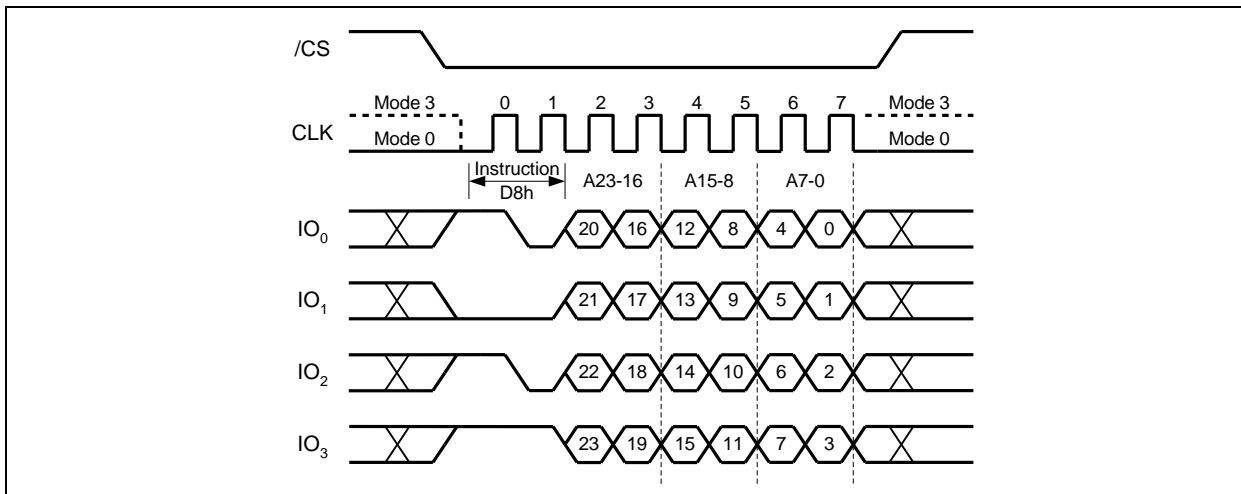 /CS
Mode 3 0 1 2 3 4 5 6 7 Mode 3
CLK
Mode 0 Mode 0
Instruction A23-16 A15-8 A7-0
D8h
IO0 20 16 12 8 4 0
IO1 21 17 13 9 5 1
IO2 22 18 14 10 6 2
IO3 23 19 15 11 7 3